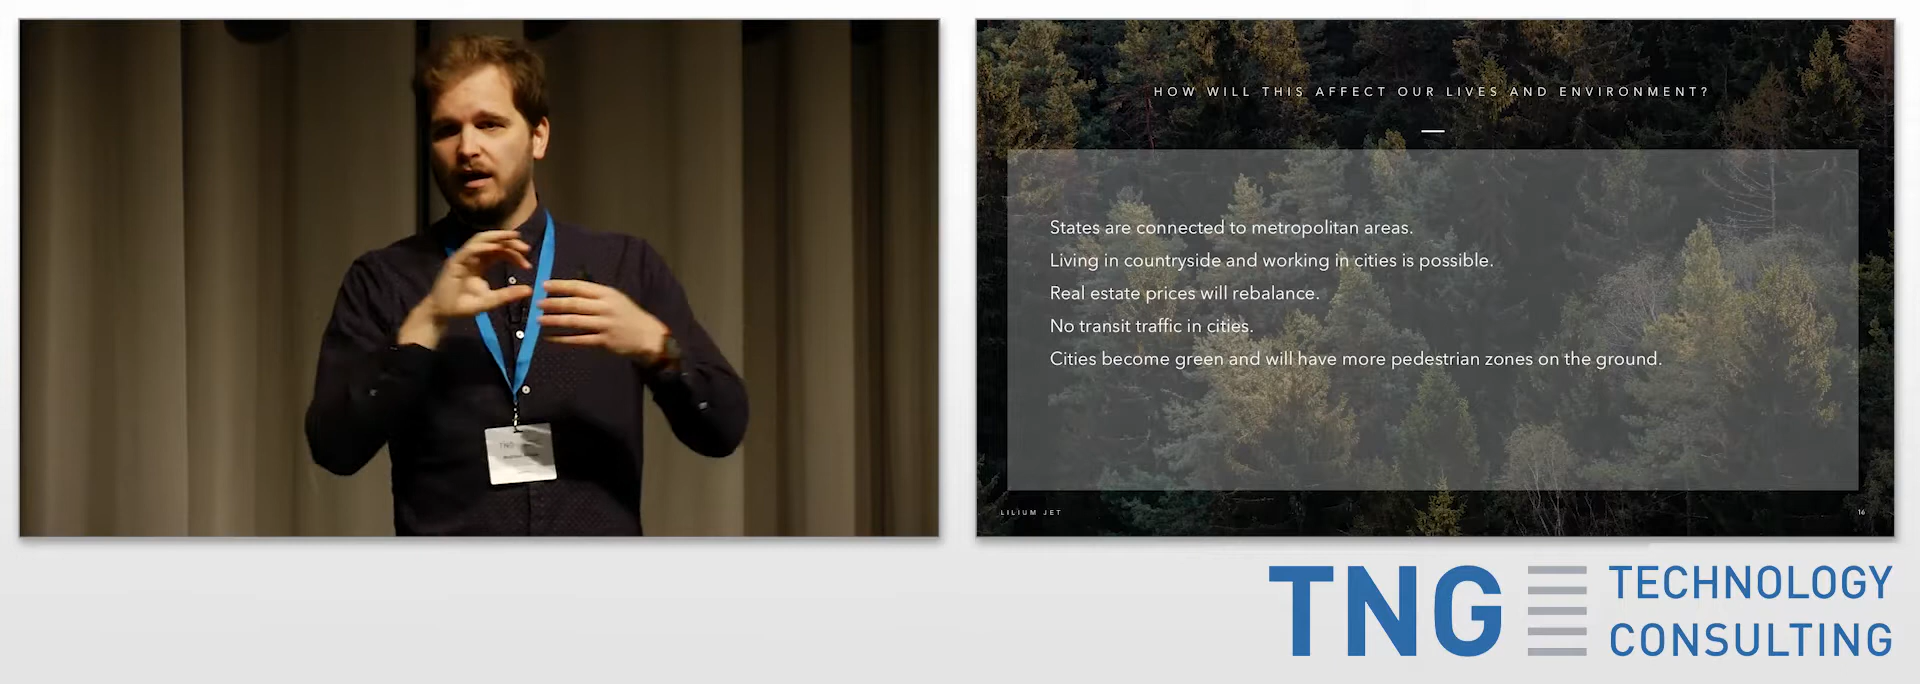 HOW WILL THIS AFFECT OUR LIVES AND ENVIRONMENT?
States are connected to metropolitan areas.
Living in countryside and working in cities is possible.
Real estate prices will rebalance.
No transit traffic in cities.
Cities become green and will have more pedestrian zones on the ground.
LILIUM JET
16
TNG TECHNOLOGY
CONSULTING